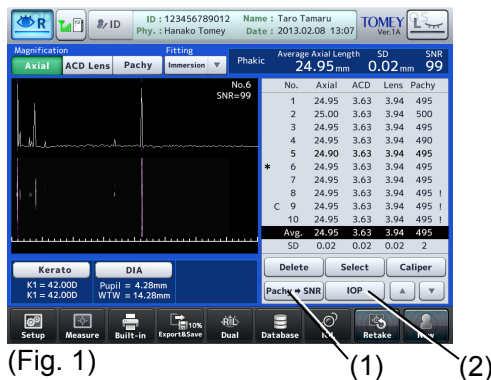 R
ID
ID : 123456789012 Name : Taro Tamaru
Phy. : Hanako Tomey Date : 2013.02.08 13:07
TOMEY
Ver.1A
L
Magnification Fitting
Axial ACD Lens Pachy Immersion ▼ Phakic
Average Axial Length SD SNR
24.95 mm 0.02 mm 99
No.6
SNR=99
No. Axial ACD Lens Pachy
1 24.95 3.63 3.94 495
2 25.00 3.63 3.94 500
3 24.95 3.63 3.94 495
4 24.95 3.63 3.94 490
5 24.90 3.63 3.94 495
* 6 24.95 3.63 3.94 495
7 24.95 3.63 3.94 495
8 24.95 3.63 3.94 495 !
C 9 24.95 3.63 3.94 495 !
10 24.95 3.63 3.94 495 !
Avg. 24.95 3.63 3.94 495
SD 0.02 0.02 0.02 2
Kerato DIA
K1 = 42.00D Pupil = 4.28mm
K1 = 42.00D WTW = 14.28mm
Delete Select Caliper
Pachy ➡ SNR IOP ▲ ▼
Setup Measure Built-in 10% Export&Save R/L Dual Database Retake New
(Fig. 1) (1) (2)